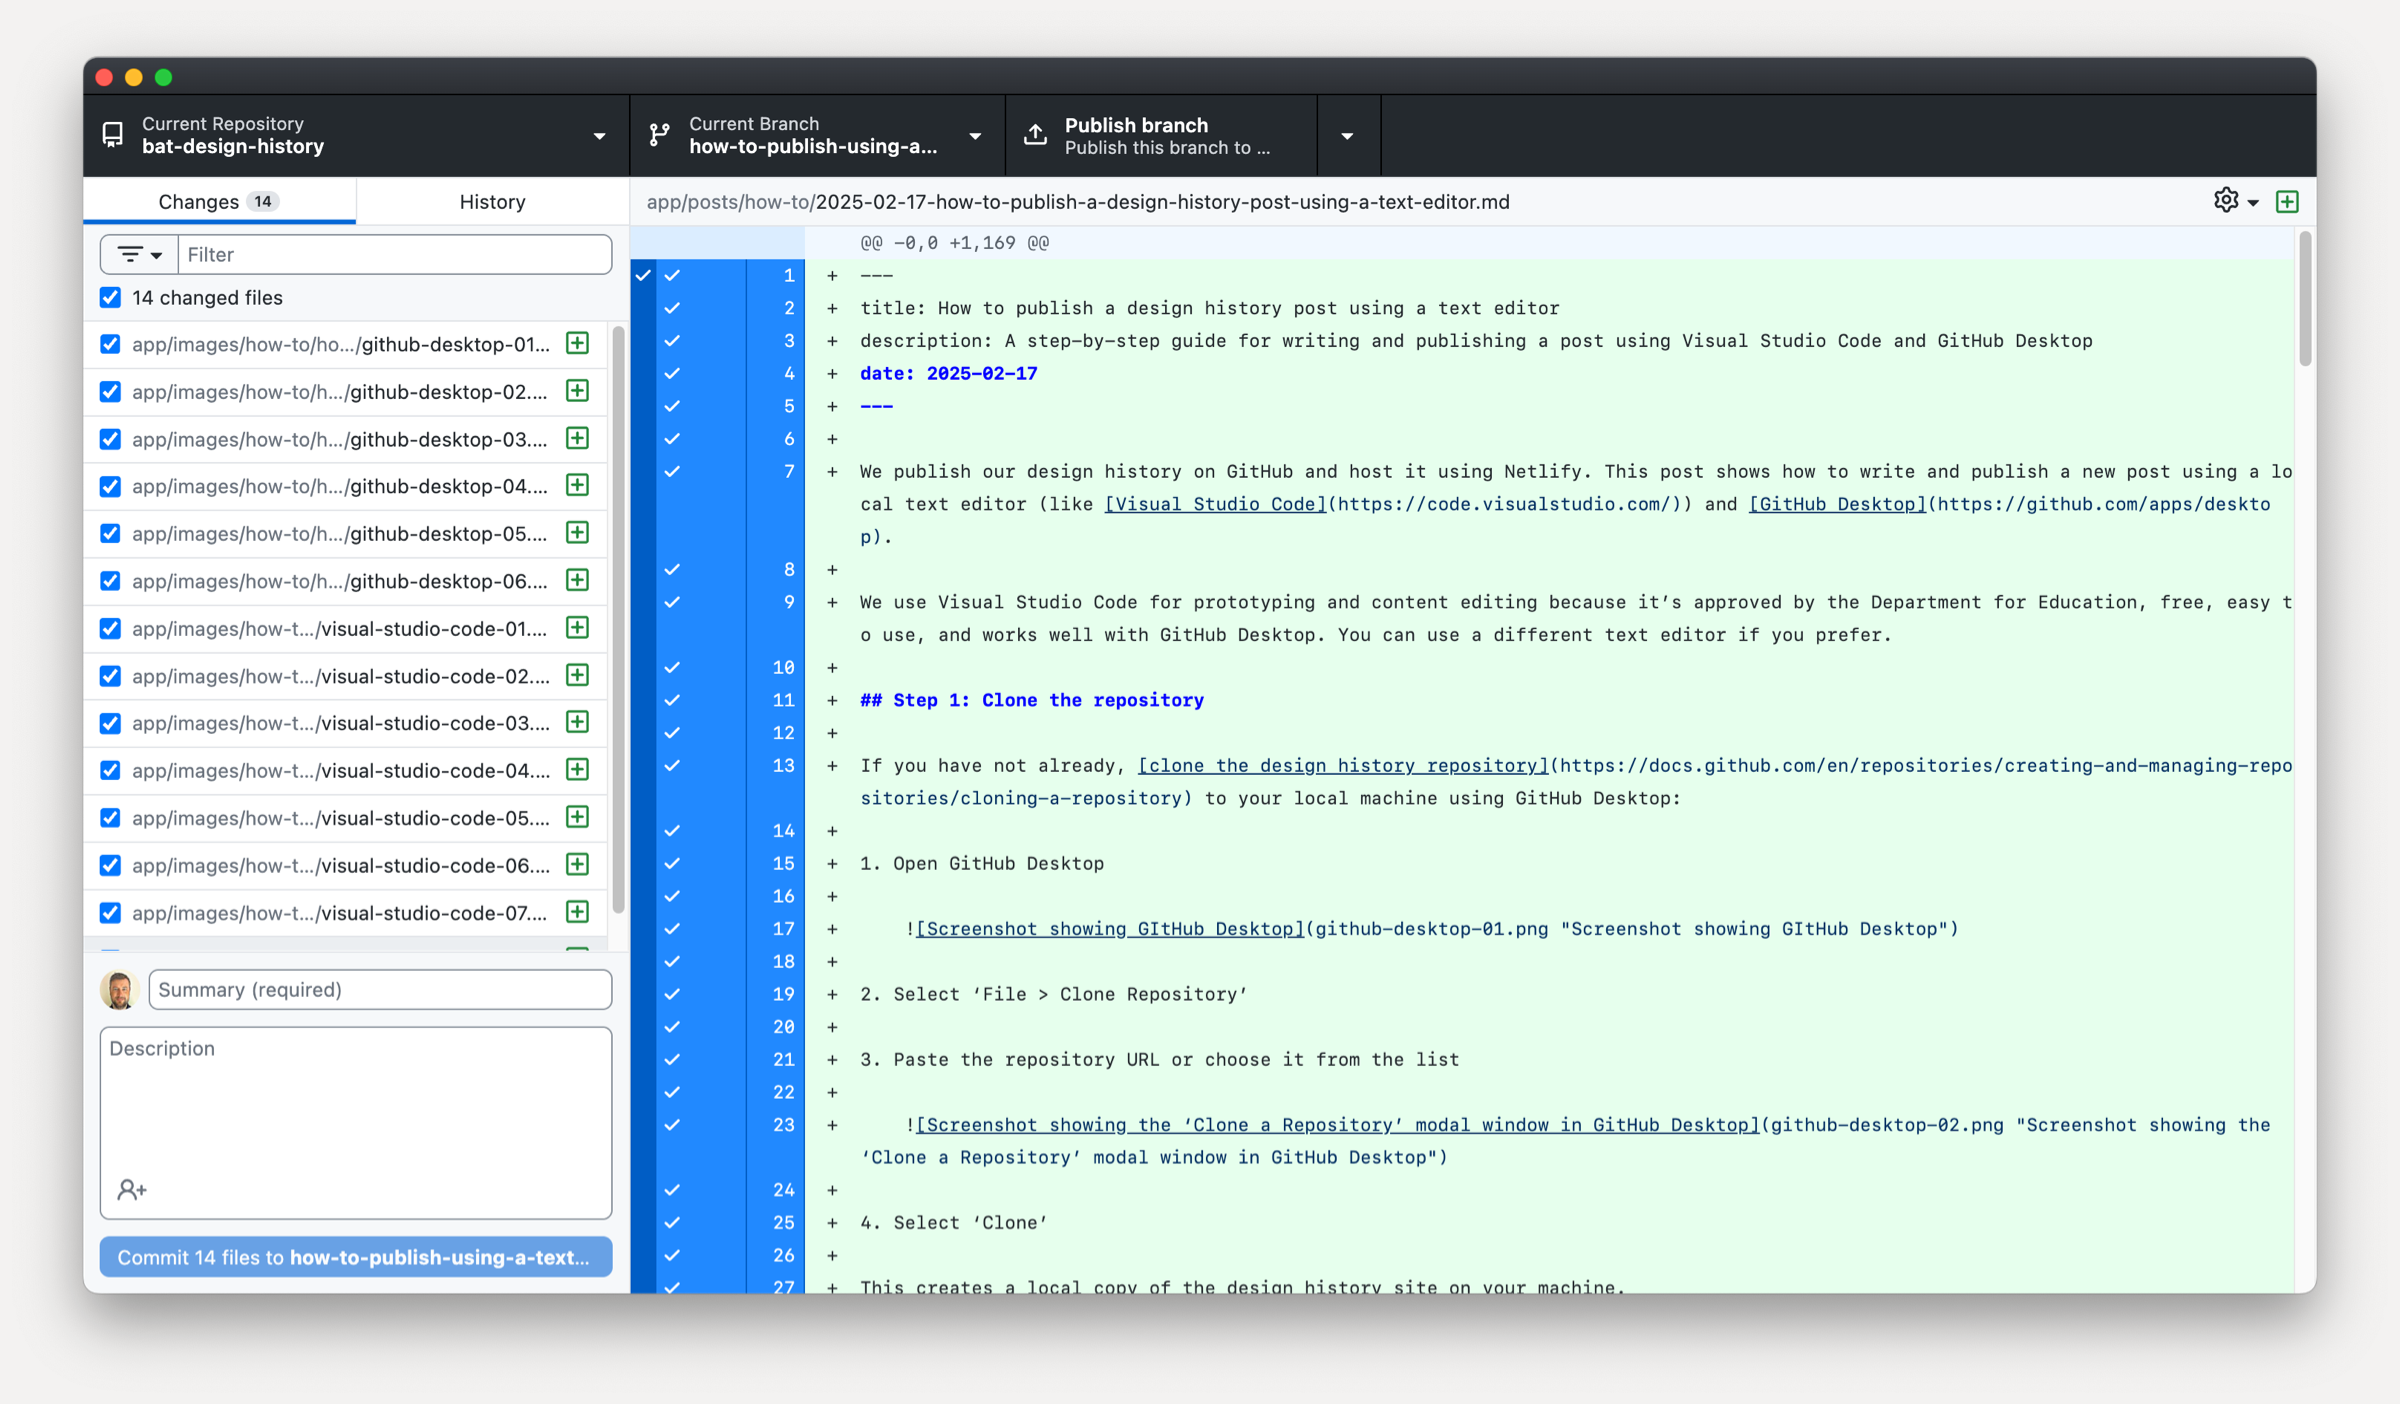 Current Repository
bat-design-history
Current Branch
how-to-publish-using-a...
Publish branch
Publish this branch to ...
Changes 14
History
app/posts/how-to/2025-02-17-how-to-publish-a-design-history-post-using-a-text-editor.md
Filter
14 changed files
app/images/how-to/ho.../github-desktop-01...
app/images/how-to/h.../github-desktop-02....
app/images/how-to/h.../github-desktop-03....
app/images/how-to/h.../github-desktop-04....
app/images/how-to/h.../github-desktop-05....
app/images/how-to/h.../github-desktop-06....
app/images/how-t.../visual-studio-code-01....
app/images/how-t.../visual-studio-code-02....
app/images/how-t.../visual-studio-code-03....
app/images/how-t.../visual-studio-code-04....
app/images/how-t.../visual-studio-code-05....
app/images/how-t.../visual-studio-code-06....
app/images/how-t.../visual-studio-code-07....
Summary (required)
Description
Commit 14 files to how-to-publish-using-a-text...
@@ -0,0 +1,169 @@
1 + ---
2 + title: How to publish a design history post using a text editor
3 + description: A step-by-step guide for writing and publishing a post using Visual Studio Code and GitHub Desktop
4 + date: 2025-02-17
5 + ---
6 +
7 + We publish our design history on GitHub and host it using Netlify. This post shows how to write and publish a new post using a lo
cal text editor (like [Visual Studio Code](https://code.visualstudio.com/)) and [GitHub Desktop](https://github.com/apps/deskto
p).
8 +
9 + We use Visual Studio Code for prototyping and content editing because it’s approved by the Department for Education, free, easy t
o use, and works well with GitHub Desktop. You can use a different text editor if you prefer.
10 +
11 + ## Step 1: Clone the repository
12 +
13 + If you have not already, [clone the design history repository](https://docs.github.com/en/repositories/creating-and-managing-repo
sitories/cloning-a-repository) to your local machine using GitHub Desktop:
14 +
15 + 1. Open GitHub Desktop
16 +
17 + ![Screenshot showing GItHub Desktop](github-desktop-01.png "Screenshot showing GItHub Desktop")
18 +
19 + 2. Select ‘File > Clone Repository’
20 +
21 + 3. Paste the repository URL or choose it from the list
22 +
23 + ![Screenshot showing the ‘Clone a Repository’ modal window in GitHub Desktop](github-desktop-02.png "Screenshot showing the
‘Clone a Repository’ modal window in GitHub Desktop")
24 +
25 + 4. Select ‘Clone’
26 +
27 + This creates a local copy of the design history site on your machine.